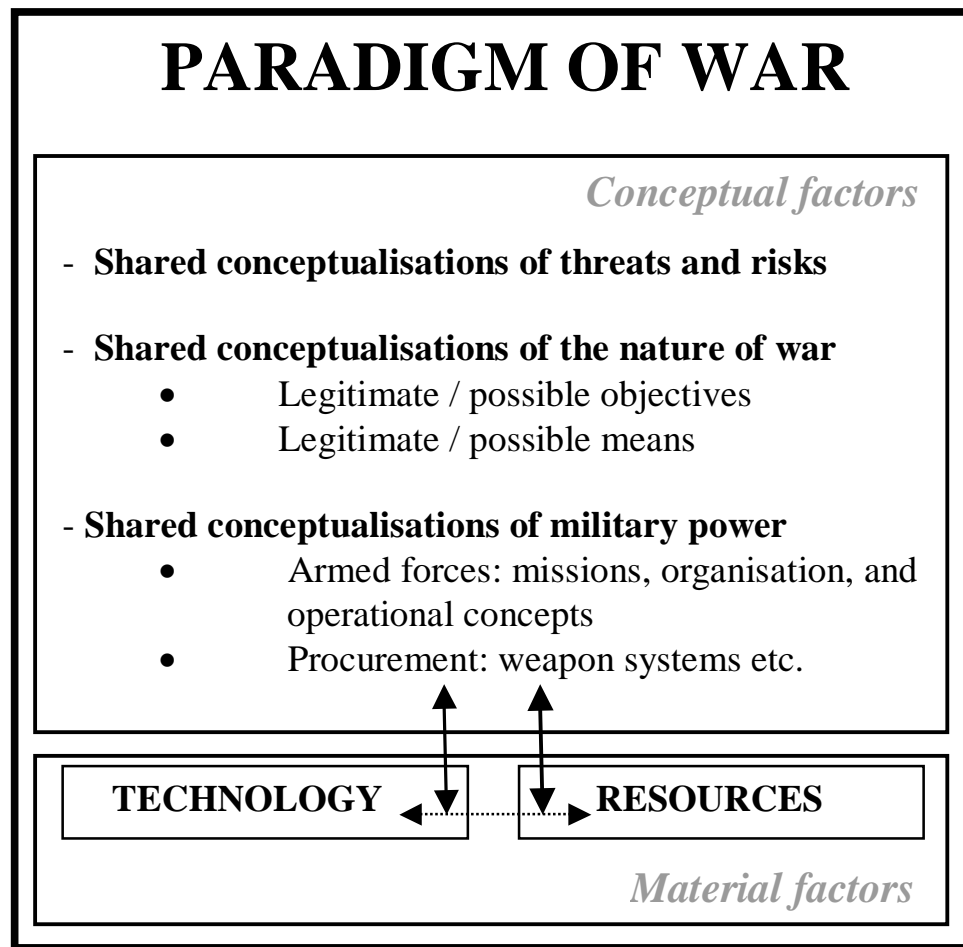 PARADIGM OF WAR
Conceptual factors
- Shared conceptualisations of threats and risks
- Shared conceptualisations of the nature of war
• Legitimate / possible objectives
• Legitimate / possible means
- Shared conceptualisations of military power
• Armed forces: missions, organisation, and
operational concepts
• Procurement: weapon systems etc.
TECHNOLOGY
RESOURCES
Material factors